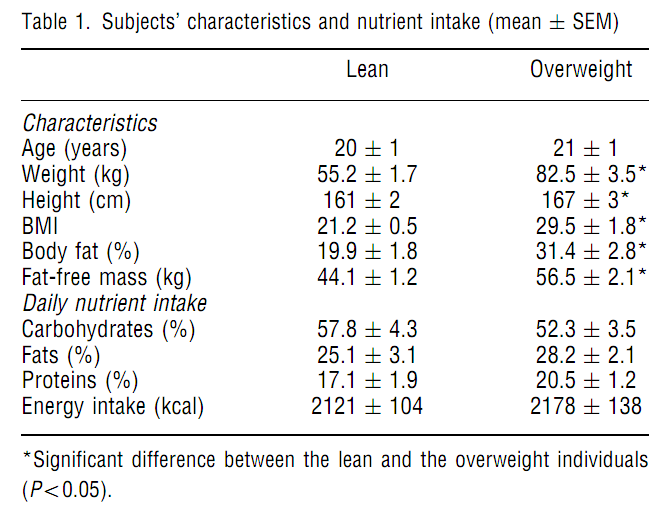 Table 1. Subjects' characteristics and nutrient intake (mean ± SEM)
Lean Overweight
Characteristics
Age (years) 20 ± 1 21 ± 1
Weight (kg) 55.2 ± 1.7 82.5 ± 3.5*
Height (cm) 161 ± 2 167 ± 3*
BMI 21.2 ± 0.5 29.5 ± 1.8*
Body fat (%) 19.9 ± 1.8 31.4 ± 2.8*
Fat-free mass (kg) 44.1 ± 1.2 56.5 ± 2.1*
Daily nutrient intake
Carbohydrates (%) 57.8 ± 4.3 52.3 ± 3.5
Fats (%) 25.1 ± 3.1 28.2 ± 2.1
Proteins (%) 17.1 ± 1.9 20.5 ± 1.2
Energy intake (kcal) 2121 ± 104 2178 ± 138
*Significant difference between the lean and the overweight individuals
(P<0.05).